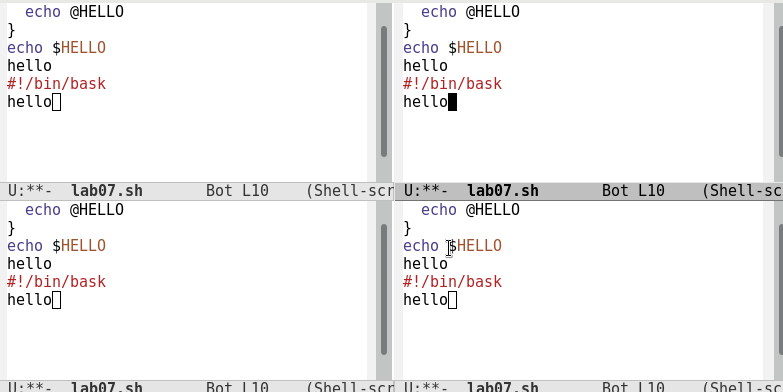 echo @HELLO
}
echo $HELLO
hello
#!/bin/bask
hello
U:**- lab07.sh Bot L10 (Shell-scr
echo @HELLO
}
echo $HELLO
hello
#!/bin/bask
hello
U:**- lab07.sh Bot L10 (Shell-sc
echo @HELLO
}
echo $HELLO
hello
#!/bin/bask
hello
U:**- lab07.sh Bot L10 (Shell-scr
echo @HELLO
}
echo $HELLO
hello
#!/bin/bask
hello
U:**- lab07.sh Bot L10 (Shell-sc